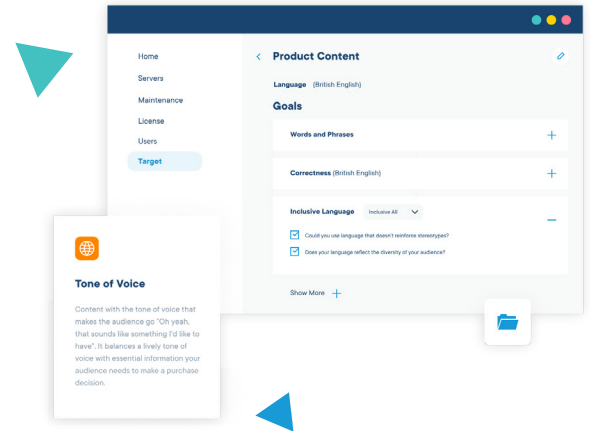 Home
Servers
Maintenance
License
Users
Target
Product Content
Language (British English)
Goals
Words and Phrases
Correctness (British English)
Inclusive Language Inclusive All
Could you use language that doesn't reinforce stereotypes?
Does your language reflect the diversity of your audience?
Show More
Tone of Voice
Content with the tone of voice that
makes the audience go "Oh yeah,
that sounds like something I'd like to
have". It balances a lively tone of
voice with essential information your
audience needs to make a purchase
decision.